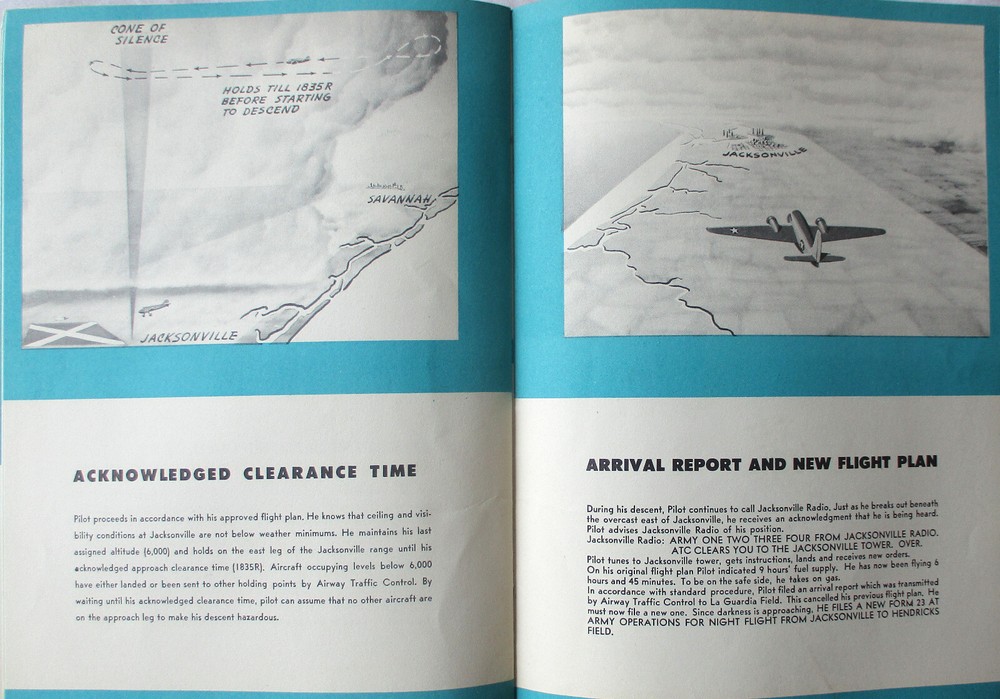 CONE OF
SILENCE
HOLDS TILL 1835R
BEFORE STARTING
TO DESCEND
SAVANNAH
JACKSONVILLE
ACKNOWLEDGED CLEARANCE TIME
Pilot proceeds in accordance with his approved flight plan. He knows that ceiling and visi-
bility conditions at Jacksonville are not below weather minimums. He maintains his last
assigned altitude (6,000) and holds on the east leg of the Jacksonville range until his
acknowledged approach clearance time (1835R). Aircraft occupying levels below 6,000
have either landed or been sent to other holding points by Airway Traffic Control. By
waiting until his acknowledged clearance time, pilot can assume that no other aircraft are
on the approach leg to make his descent hazardous.
JACKSONVILLE
ARRIVAL REPORT AND NEW FLIGHT PLAN
During his descent, Pilot continues to call Jacksonville Radio. Just as he breaks out beneath
the overcast east of Jacksonville, he receives an acknowledgment that he is being heard.
Pilot advises Jacksonville Radio of his position.
Jacksonville Radio: ARMY ONE TWO THREE FOUR FROM JACKSONVILLE RADIO.
ATC CLEARS YOU TO THE JACKSONVILLE TOWER. OVER.
Pilot tunes to Jacksonville tower, gets instructions, lands and receives new orders.
On his original flight plan Pilot indicated 9 hours' fuel supply. He has now been flying 6
hours and 45 minutes. To be on the safe side, he takes on gas.
In accordance with standard procedure, Pilot filed an arrival report which was transmitted
by Airway Traffic Control to La Guardia Field. This cancelled his previous flight plan. He
must now file a new one. Since darkness is approaching, HE FILES A NEW FORM 23 AT
ARMY OPERATIONS FOR NIGHT FLIGHT FROM JACKSONVILLE TO HENDRICKS
FIELD.